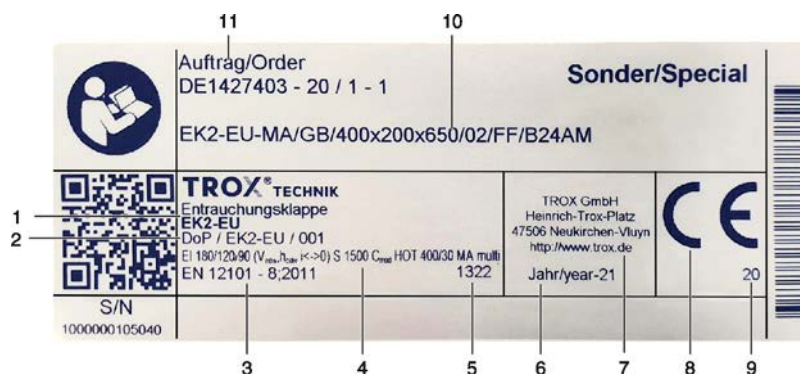 11
10
Auftrag/Order
DE1427403 - 20 / 1 - 1
Sonder/Special
EK2-EU-MA/GB/400x200x650/02/FF/B24AM
TROX® TECHNIK
1
Entrauchungsklappe
EK2-EU
2
DoP / EK2-EU / 001
EI 180/120/90 (V i<->0) S 1500 C HOT 400/30 MA multi
EN 12101 - 8;2011
1322
TROX GmbH
Heinrich-Trox-Platz
47506 Neukirchen-Vluyn
http://www.trox.de
Jahr/year-21
CE
20
S/N
1000000105040
3
4
5
6
7
8
9